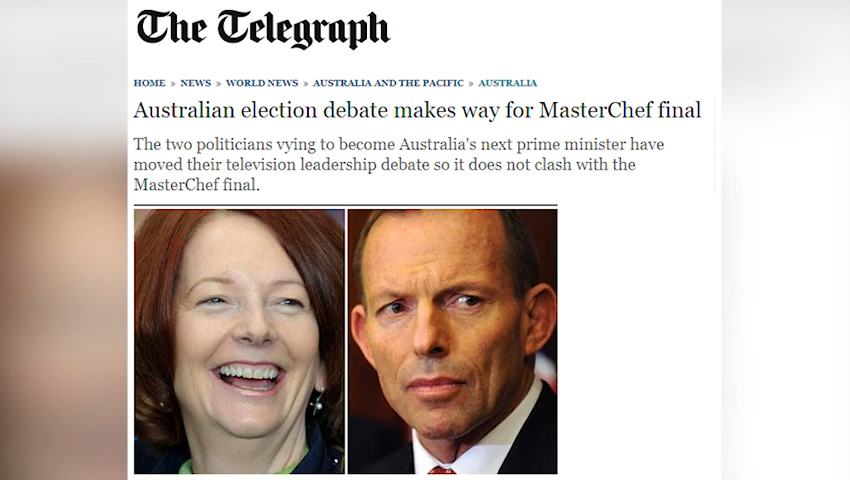 The Telegraph
HOME » NEWS » WORLD NEWS » AUSTRALIA AND THE PACIFIC » AUSTRALIA
Australian election debate makes way for MasterChef final
The two politicians vying to become Australia's next prime minister have
moved their television leadership debate so it does not clash with the
MasterChef final.